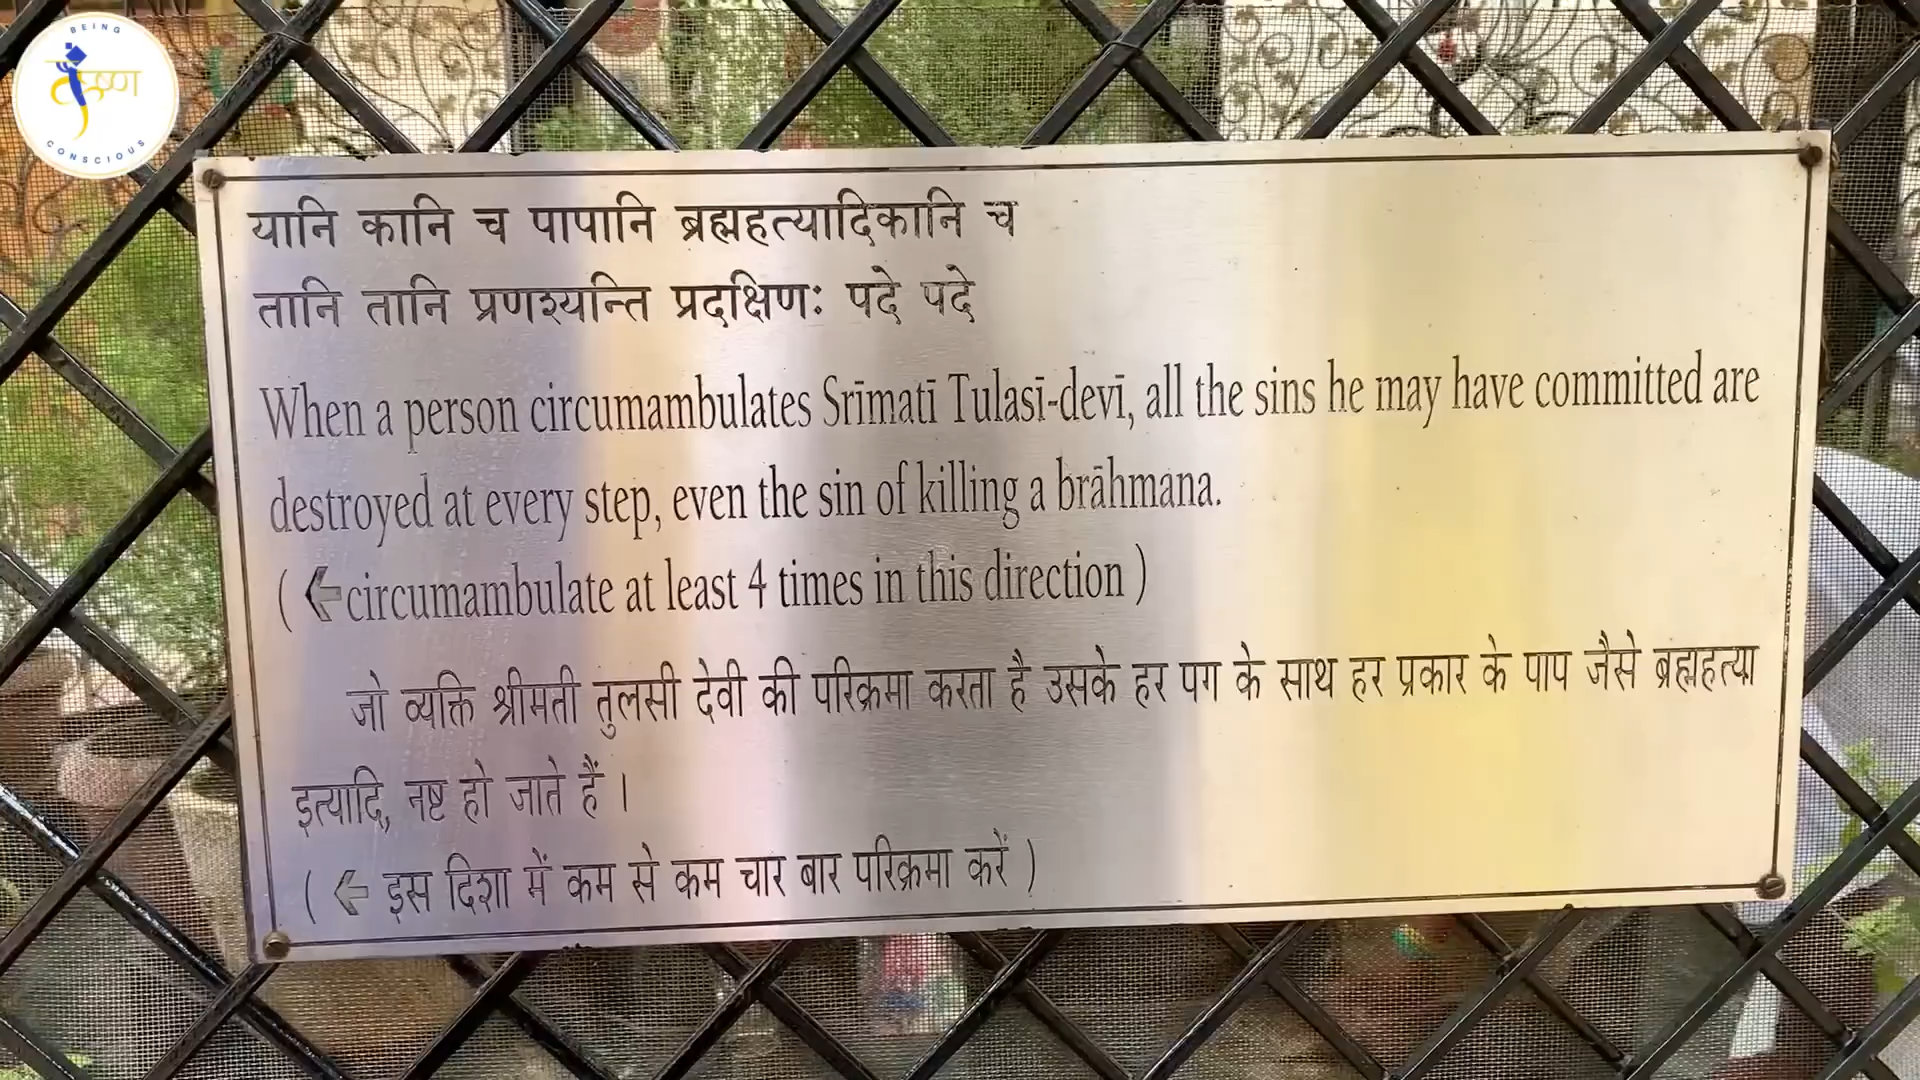 BEING
कृष्ण
CONSCIOUS
यानि कानि च पापानि ब्रह्महत्यादिकानि च
तानि तानि प्रणश्यन्ति प्रदक्षिणः पदे पदे
When a person circumambulates Srīmatī Tulasī-devī, all the sins he may have committed are
destroyed at every step, even the sin of killing a brāhmana.
( ← circumambulate at least 4 times in this direction )
जो व्यक्ति श्रीमती तुलसी देवी की परिक्रमा करता है उसके हर पग के साथ हर प्रकार के पाप जैसे ब्रह्महत्या
इत्यादि, नष्ट हो जाते हैं ।
( ← इस दिशा में कम से कम चार बार परिक्रमा करें )